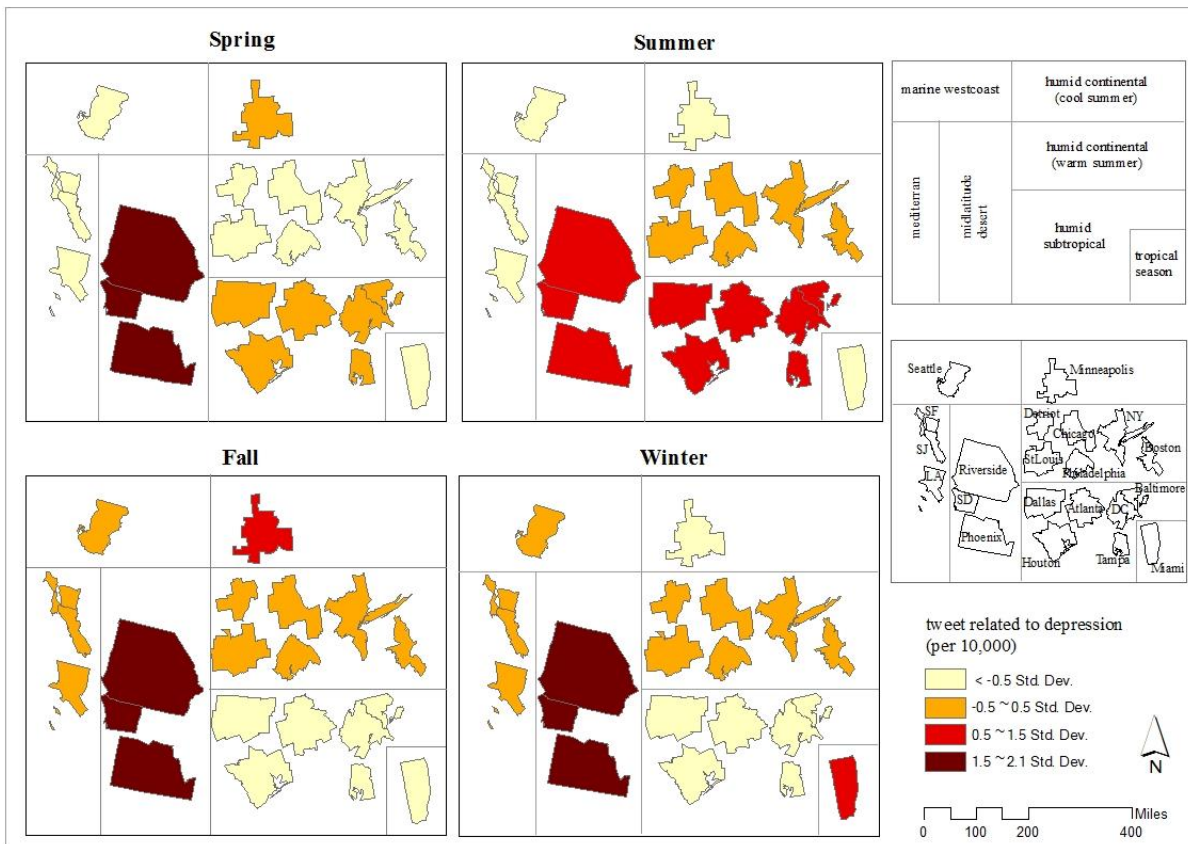 Spring
Summer
marine westcoast
humid continental
(cool summer)
mediterran
midlatitude
desert
humid continental
(warm summer)
humid
subtropical
tropical
season
Seattle
Minneapolis
SF
Detriot
NY
Chicago
SJ
StLouis
Boston
Riverside
Philadelphia
LA
SD
Dallas
Atlanta
DC
Baltimore
Phoenix
Houton
Tampa
Miami
Fall
Winter
tweet related to depression
(per 10,000)
< -0.5 Std. Dev.
-0.5 ~ 0.5 Std. Dev.
0.5 ~ 1.5 Std. Dev.
1.5 ~ 2.1 Std. Dev.
N
Miles
0 100 200 400